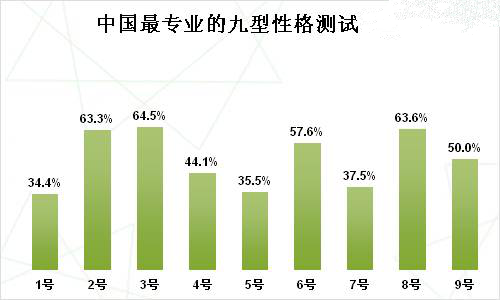 中国最专业的九型性格测试
34.4% 63.3% 64.5% 44.1% 35.5% 57.6% 37.5% 63.6% 50.0%
1号 2号 3号 4号 5号 6号 7号 8号 9号